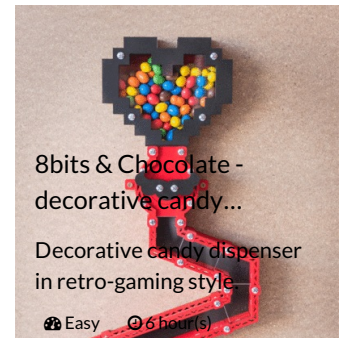 8bits & Chocolate -
decorative candy...
Decorative candy dispenser
in retro-gaming style.
Easy 6 hour(s)